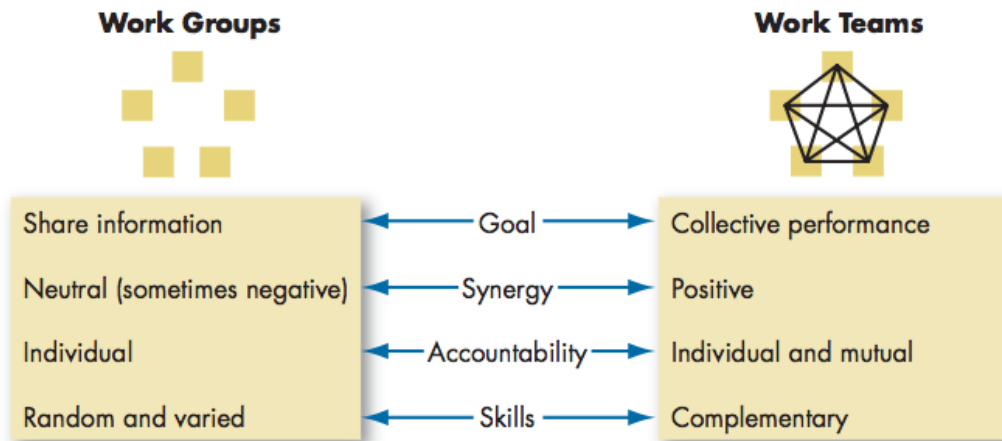 Work Groups
Work Teams
Share information
Goal
Collective performance
Neutral (sometimes negative)
Synergy
Positive
Individual
Accountability
Individual and mutual
Random and varied
Skills
Complementary